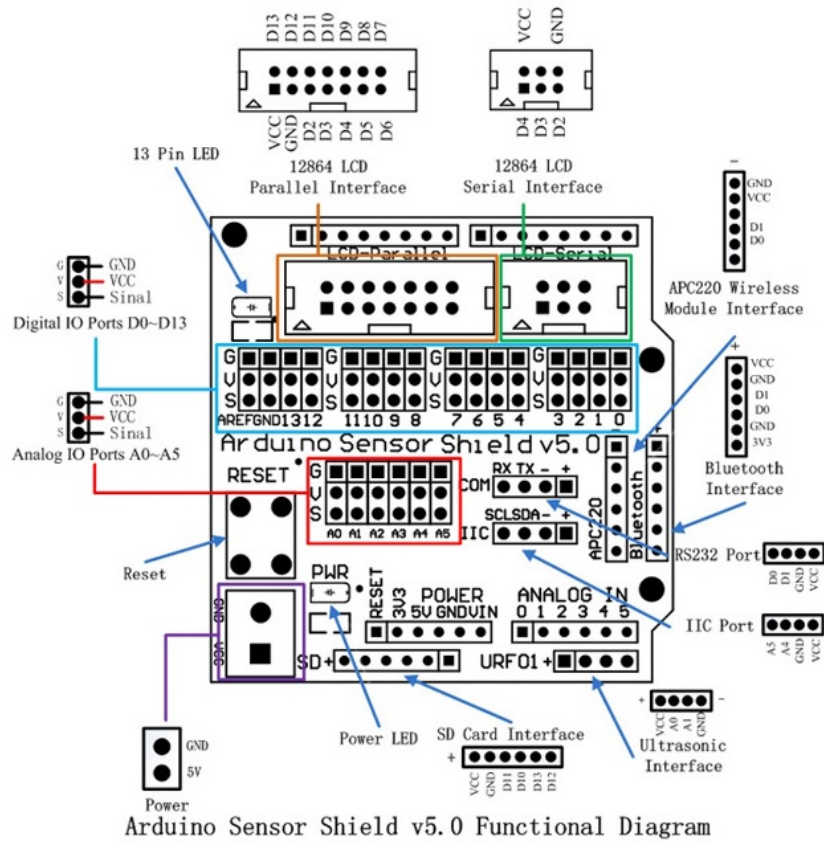 D13 D12 D11 D10 D9 D8 D7
VCC GND D2 D3 D4 D5 D6
VCC GND
D4 D3 D2
12864 LCD
Parallel Interface
12864 LCD
Serial Interface
13 Pin LED
G GND
V VCC
S Sinal
Digital IO Ports D0~D13
G GND
V VCC
S Sinal
Analog IO Ports A0~A5
-
GND
VCC
D1
D0
APC220 Wireless
Module Interface
+
VCC
GND
D1
D0
GND
3V3
Bluetooth
Interface
LCD-Parallel
LCD-Serial
G G G G
V V V V
S S S S
AREF GND 13 12 11 10 9 8 7 6 5 4 3 2 1 0
Arduino Sensor Shield v5.0
- +
APC220
Bluetooth
RESET
G
V
S
A0 A1 A2 A3 A4 A5
RX TX - +
COM
SCL SDA - +
IIC
Reset
RS232 Port
D0 D1 GND VCC
IIC Port
A5 A4 GND VCC
PWR
GND
VCC
POWER
RESET 3V3 5V GND VIN
ANALOG IN
0 1 2 3 4 5
SD+
URF01+
GND
5V
Power
Power LED
SD Card Interface
+
VCC GND D11 D10 D13 D12
+ -
VCC A0 A1 GND
Ultrasonic
Interface
Arduino Sensor Shield v5.0 Functional Diagram